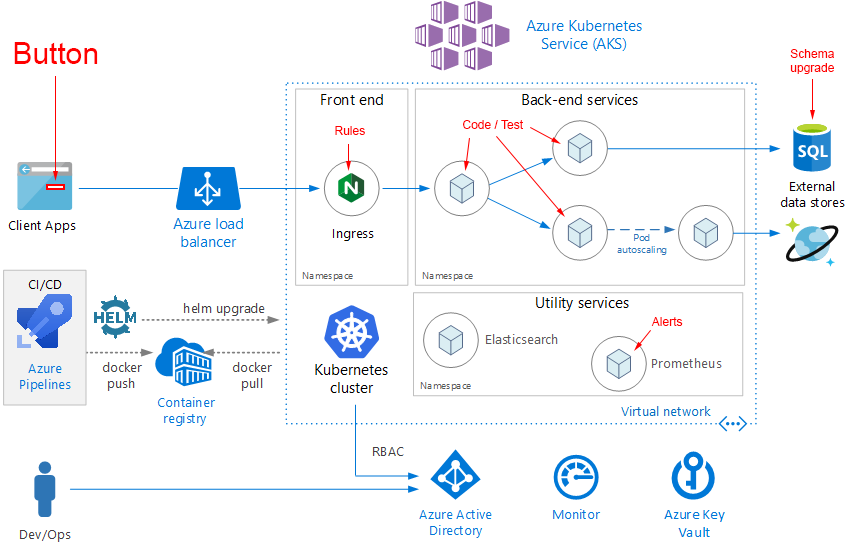 Azure Kubernetes
Service (AKS)
Button
Schema
upgrade
Front end
Back-end services
Rules
Code / Test
SQL
Client Apps
Azure load
balancer
N
Ingress
Pod
autoscaling
External
data stores
Namespace
Namespace
CI/CD
HELM
helm upgrade
Azure
Pipelines
docker
push
docker
pull
Container
registry
Kubernetes
cluster
Utility services
Elasticsearch
Alerts
Prometheus
Namespace
Virtual network
RBAC
Dev/Ops
Azure Active
Directory
Monitor
Azure Key
Vault